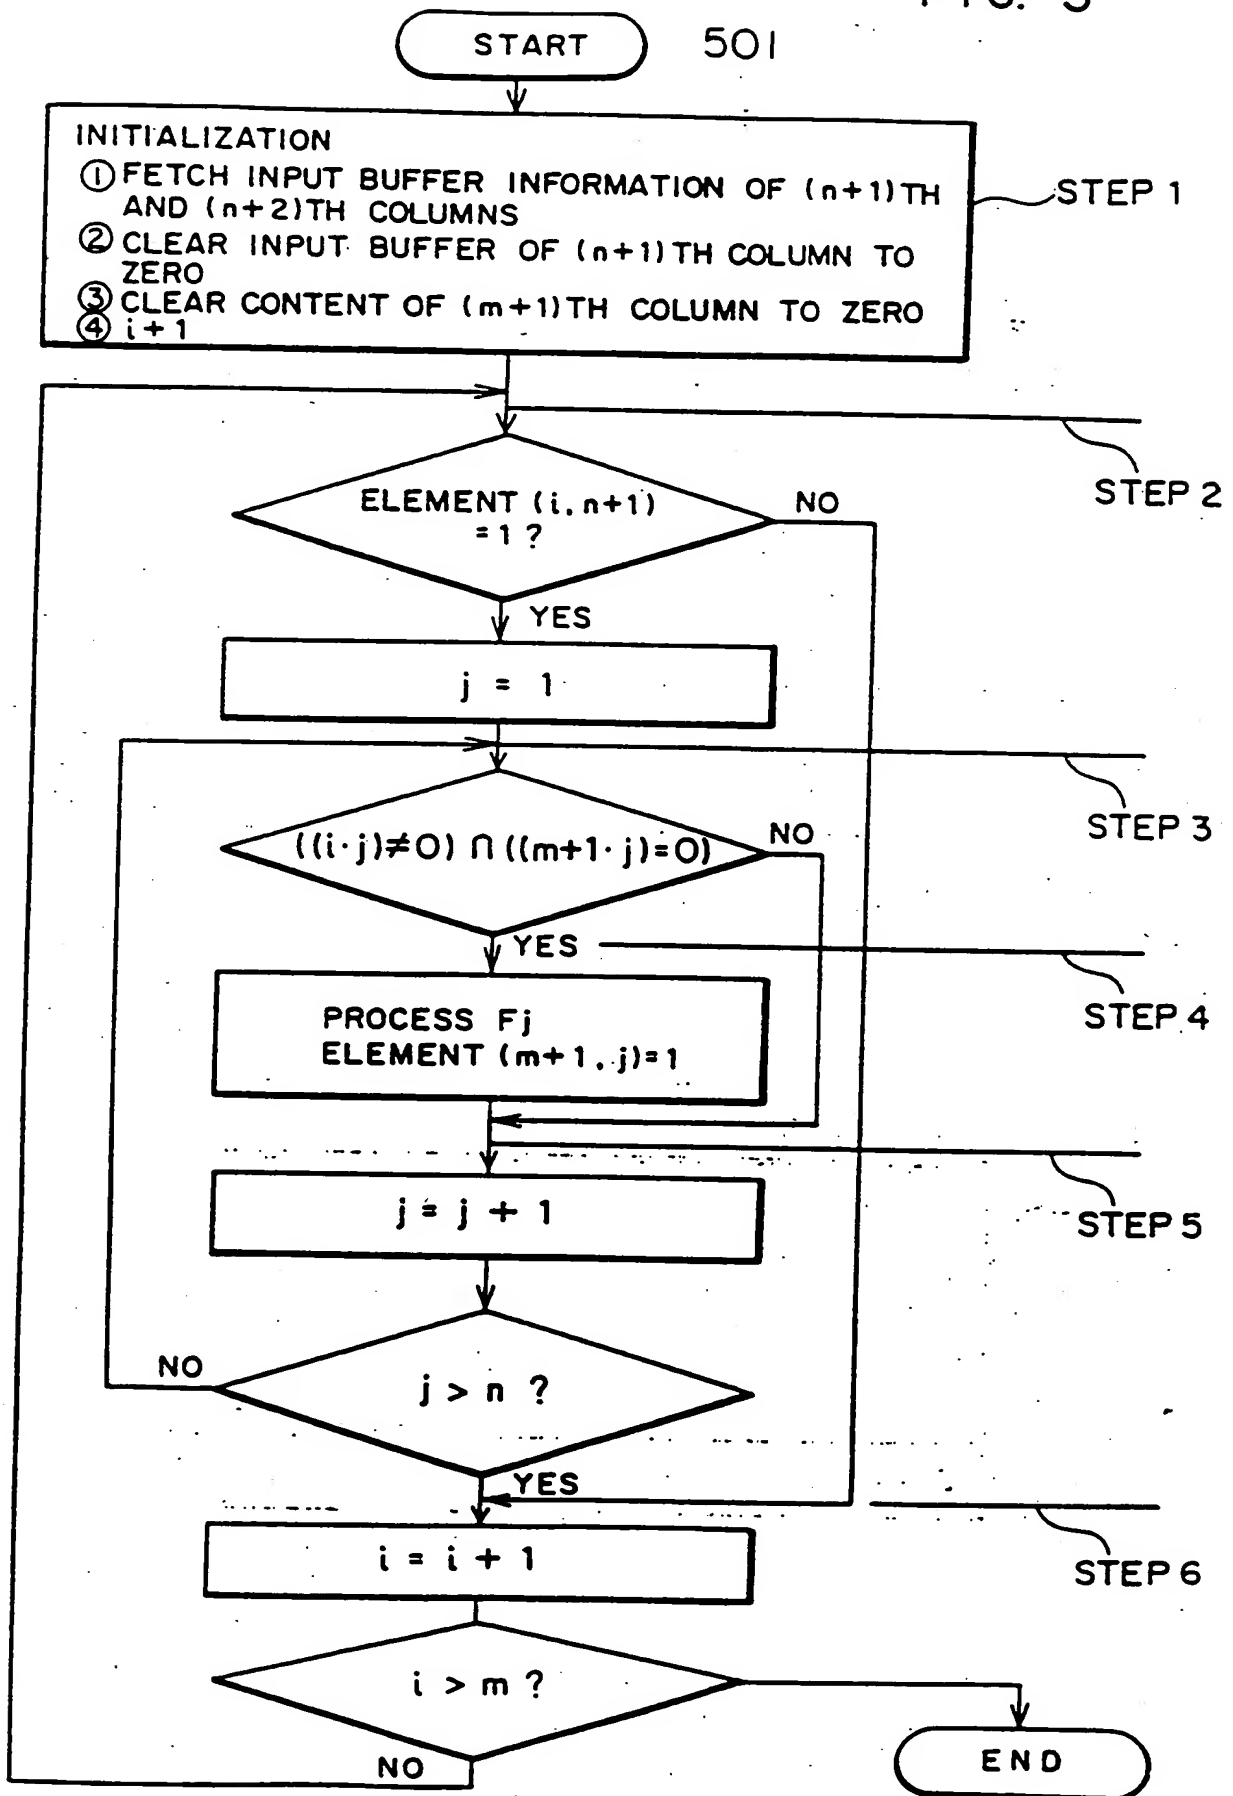 FIG. 5
START 501
INITIALIZATION
① FETCH INPUT BUFFER INFORMATION OF (n+1)TH
AND (n+2)TH COLUMNS
② CLEAR INPUT BUFFER OF (n+1)TH COLUMN TO
ZERO
③ CLEAR CONTENT OF (m+1)TH COLUMN TO ZERO
④ i+1
STEP 1
STEP 2
ELEMENT (i, n+1)
=1 ?
NO
YES
j = 1
STEP 3
((i·j)≠0) ∩ ((m+1·j)=0)
NO
YES
STEP 4
PROCESS Fj
ELEMENT (m+1, j)=1
STEP 5
j = j + 1
NO
j > n ?
YES
STEP 6
i = i + 1
i > m ?
NO
END